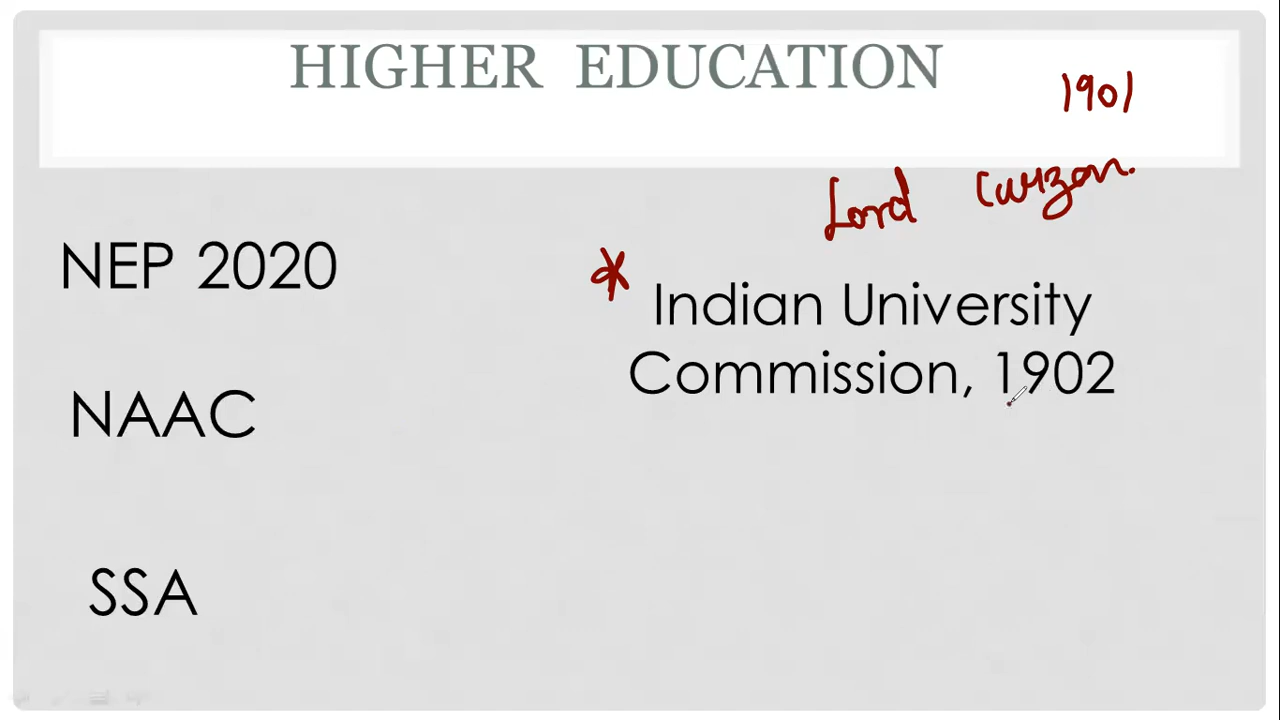 HIGHER EDUCATION
1901
Lord Curzon.
NEP 2020
* Indian University
Commission, 1902
NAAC
SSA